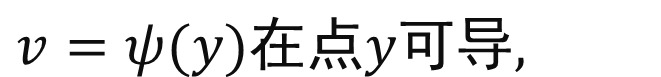 𝑣 = 𝜓(𝑦)在点𝑦可导,